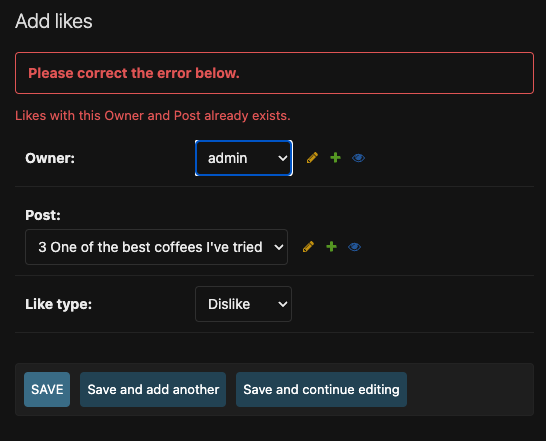 Add likes
Please correct the error below.
Likes with this Owner and Post already exists.
Owner: admin
Post:
3 One of the best coffees I've tried
Like type: Dislike
SAVE Save and add another Save and continue editing